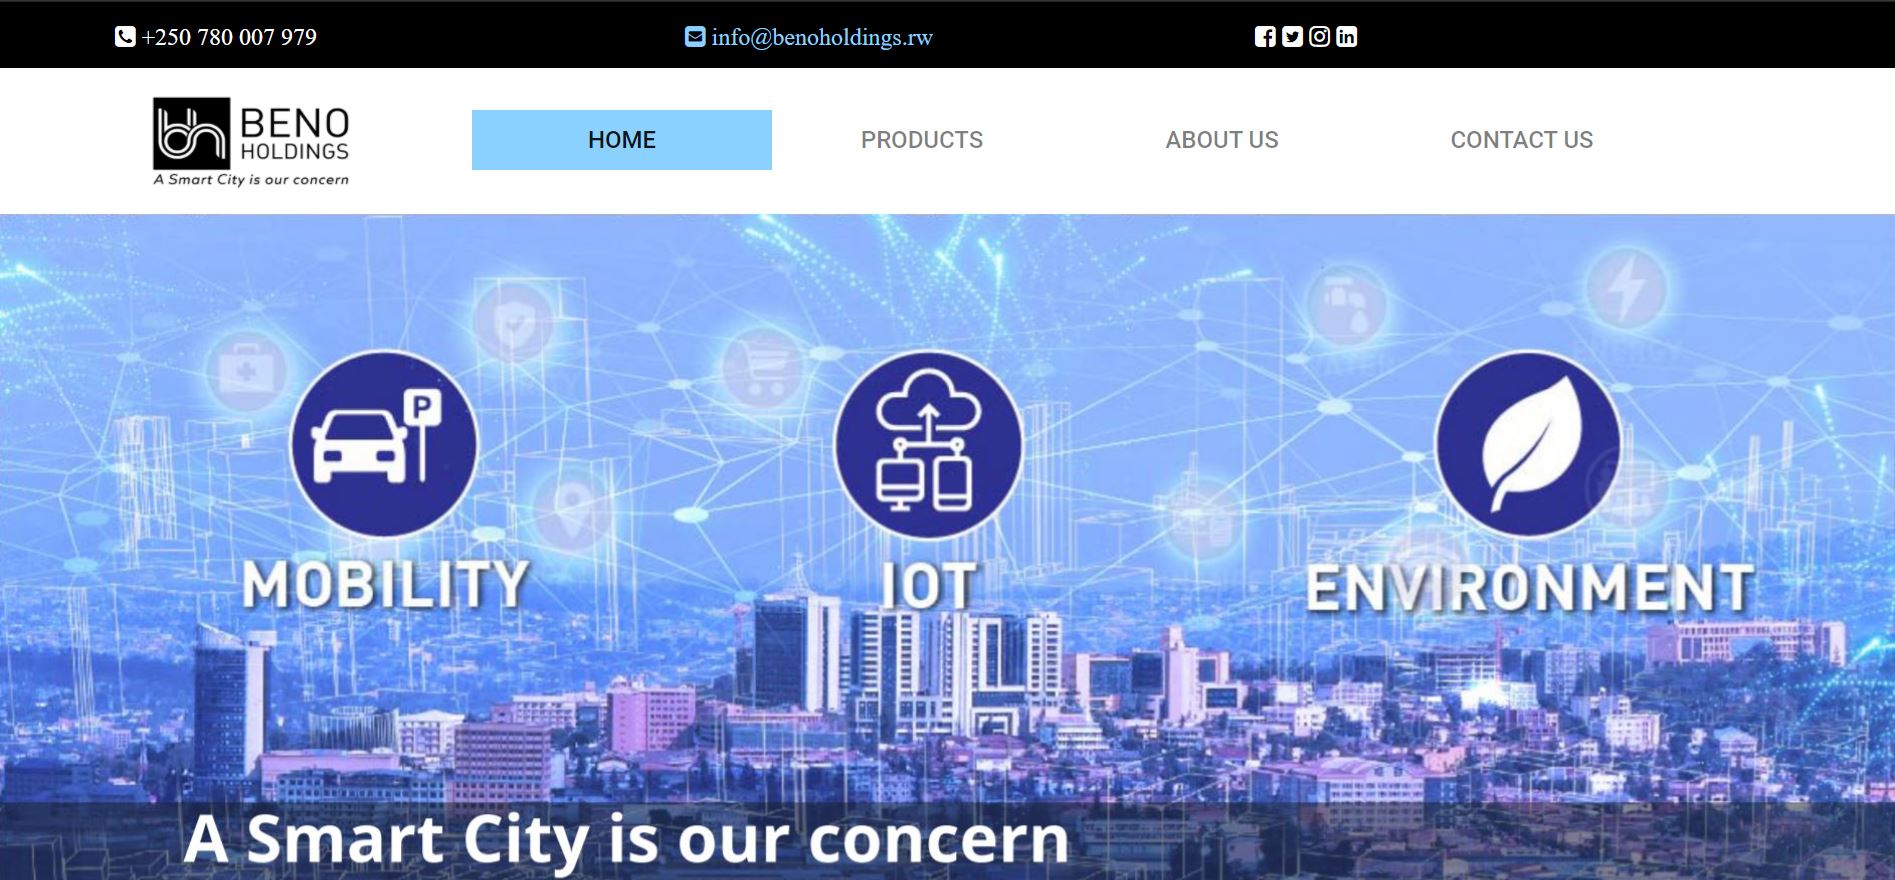 +250 780 007 979
info@benoholdings.rw
BENO
HOLDINGS
A Smart City is our concern
HOME
PRODUCTS
ABOUT US
CONTACT US
P
MOBILITY
IOT
ENVIRONMENT
A Smart City is our concern